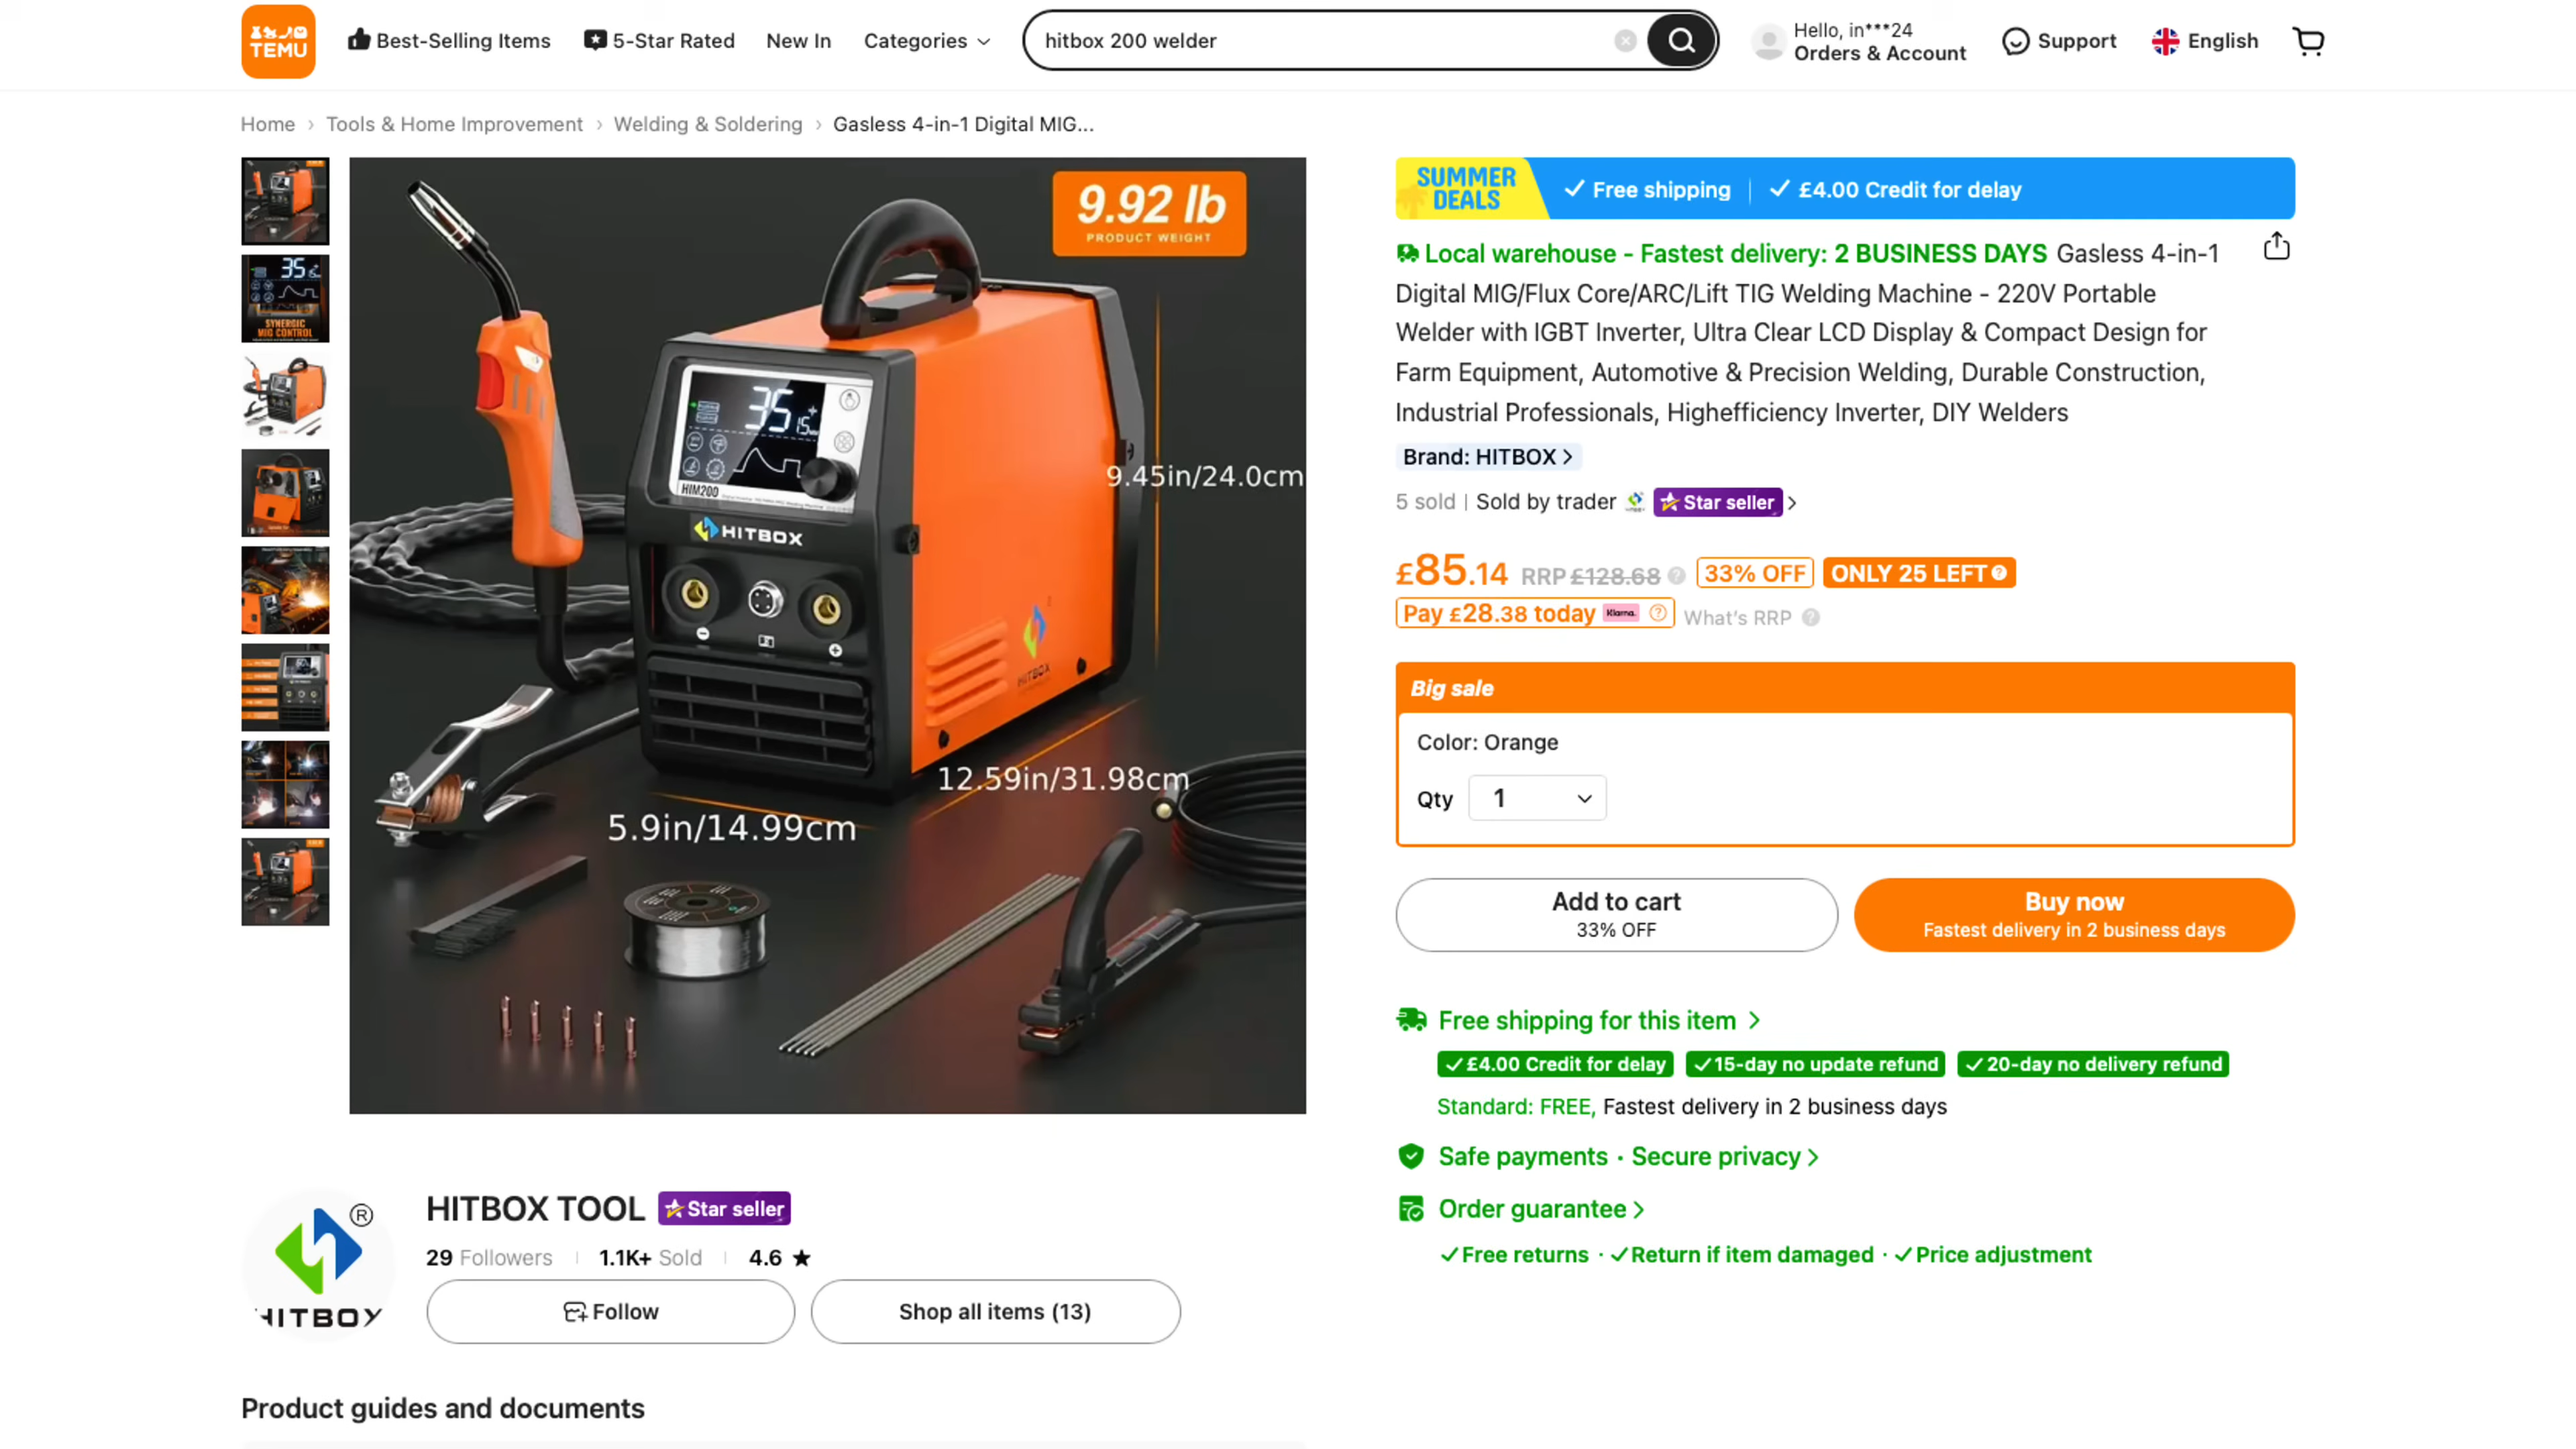 TEMU
Best-Selling Items
5-Star Rated
New In
Categories
hitbox 200 welder
Hello, in***24
Orders & Account
Support
English
Home › Tools & Home Improvement › Welding & Soldering › Gasless 4-in-1 Digital MIG...
35
SYNERGIC
MIG CONTROL
9.92 lb
PRODUCT WEIGHT
35
HIM200
HITBOX
9.45in/24.0cm
HITBOX
12.59in/31.98cm
5.9in/14.99cm
SUMMER
DEALS
Free shipping
£4.00 Credit for delay
Local warehouse - Fastest delivery: 2 BUSINESS DAYS Gasless 4-in-1
Digital MIG/Flux Core/ARC/Lift TIG Welding Machine - 220V Portable
Welder with IGBT Inverter, Ultra Clear LCD Display & Compact Design for
Farm Equipment, Automotive & Precision Welding, Durable Construction,
Industrial Professionals, Highefficiency Inverter, DIY Welders
Brand: HITBOX
5 sold | Sold by trader Star seller
£85.14 RRP £128.68 33% OFF ONLY 25 LEFT
Pay £28.38 today Klarna. What's RRP
Big sale
Color: Orange
Qty 1
Add to cart
33% OFF
Buy now
Fastest delivery in 2 business days
Free shipping for this item
£4.00 Credit for delay
15-day no update refund
20-day no delivery refund
Standard: FREE, Fastest delivery in 2 business days
Safe payments · Secure privacy
Order guarantee
Free returns · Return if item damaged · Price adjustment
®
HITBOX
HITBOX TOOL Star seller
29 Followers 1.1K+ Sold 4.6 ★
Follow
Shop all items (13)
Product guides and documents